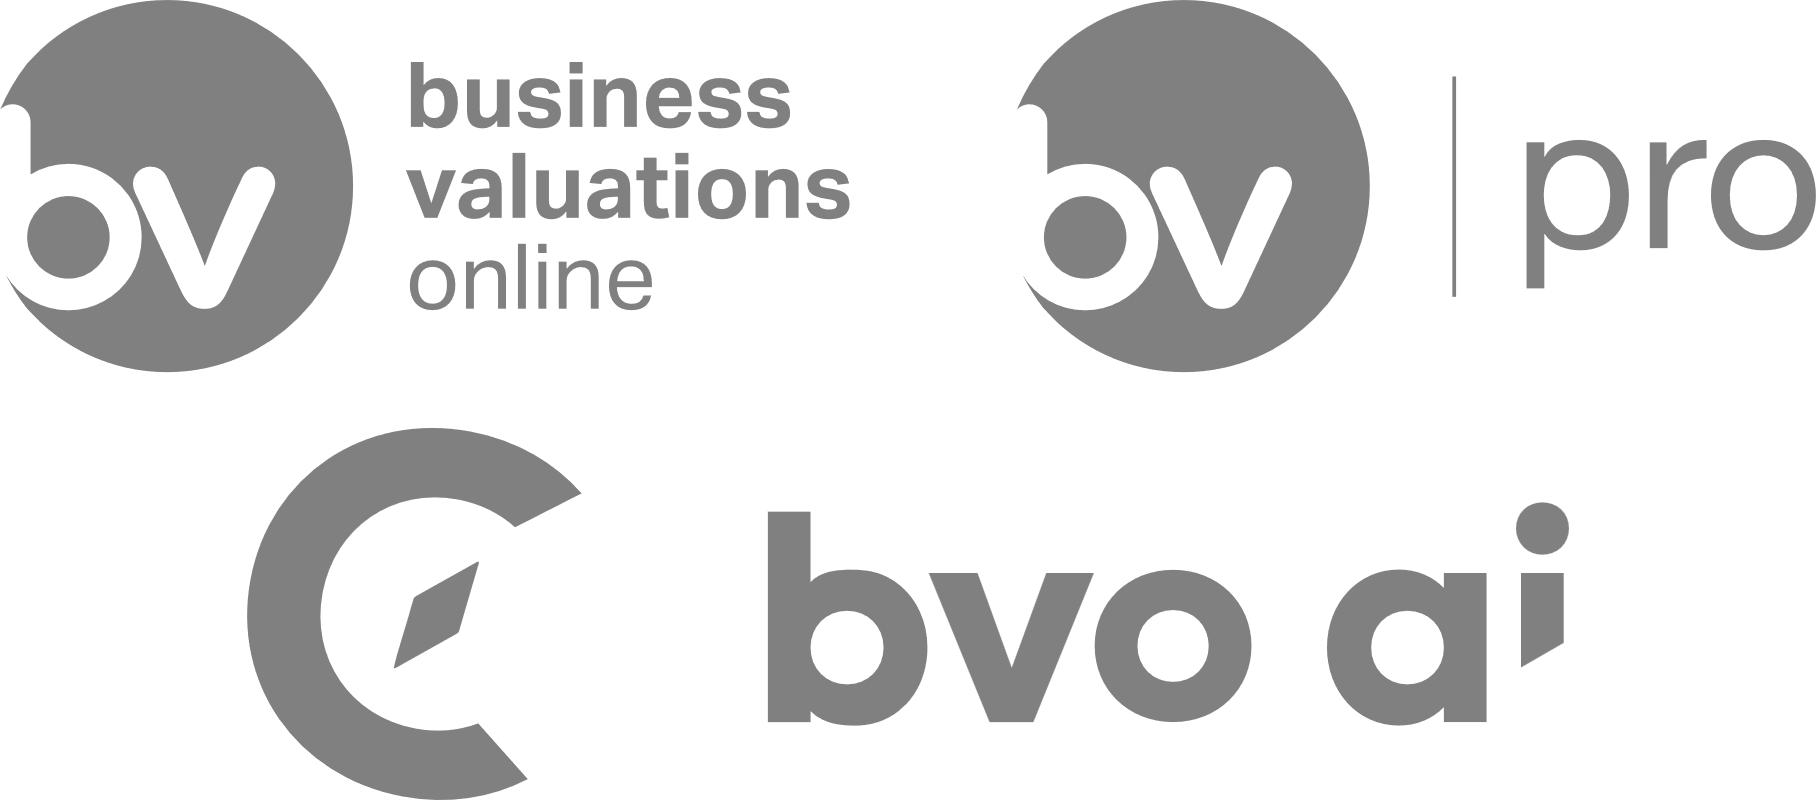 bv
business
valuations
online
bv
pro
bvo ai